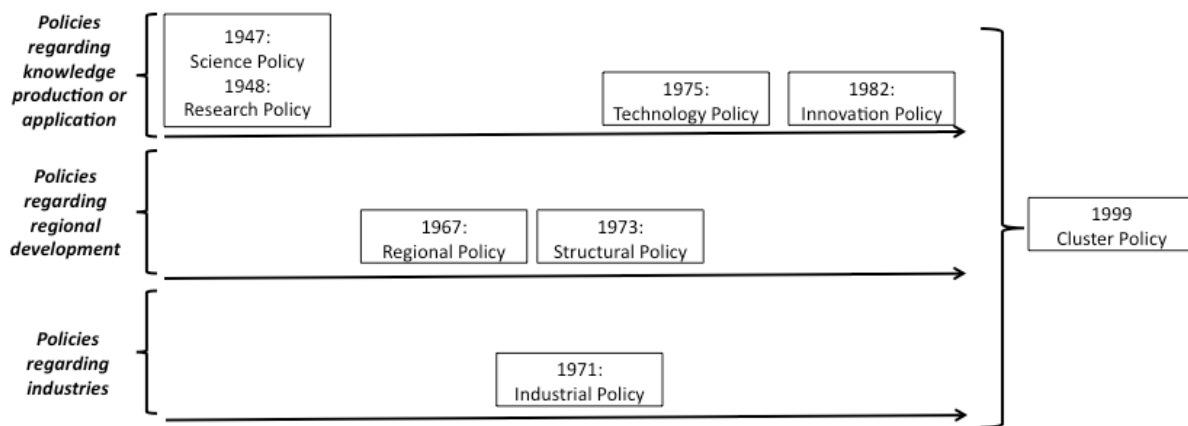 Policies
regarding
knowledge
production or
application
1947:
Science Policy
1948:
Research Policy
1975:
Technology Policy
1982:
Innovation Policy
Policies
regarding
regional
development
1967:
Regional Policy
1973:
Structural Policy
1999
Cluster Policy
Policies
regarding
industries
1971:
Industrial Policy